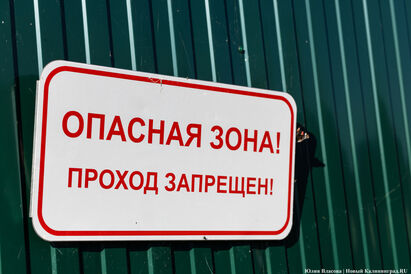 ОПАСНАЯ ЗОНА!
ПРОХОД ЗАПРЕЩЕН!
Юлия Власова | Новый Калининград.RU